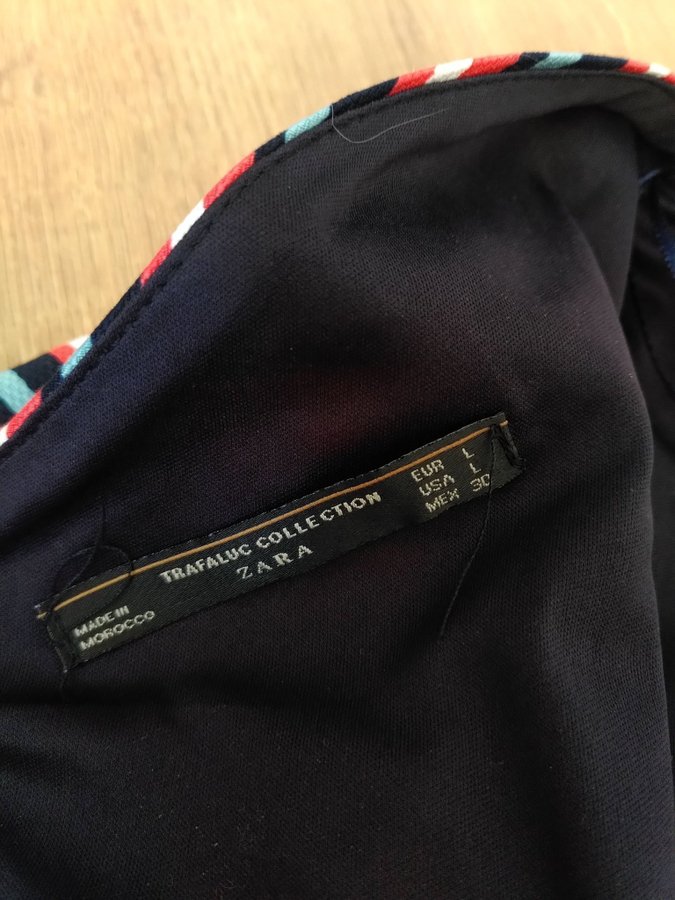 MADE IN
MOROCCO
TRAFALUC COLLECTION
ZARA
EUR L
USA L
MEX 30